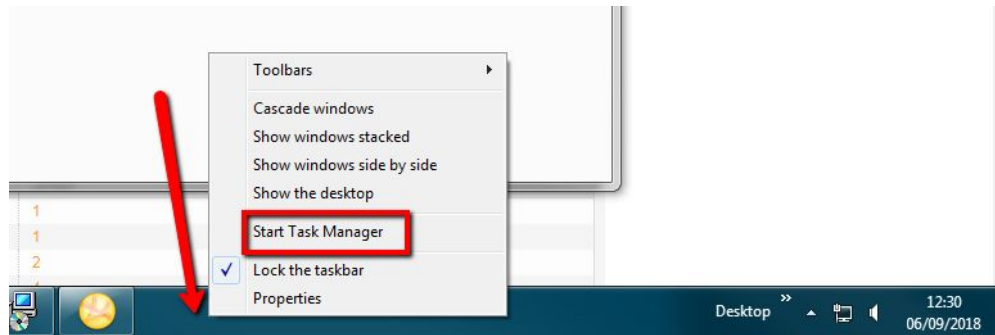 Toolbars
Cascade windows
Show windows stacked
Show windows side by side
Show the desktop
1
1
Start Task Manager
2
Lock the taskbar
Properties
Desktop
12:30
06/09/2018